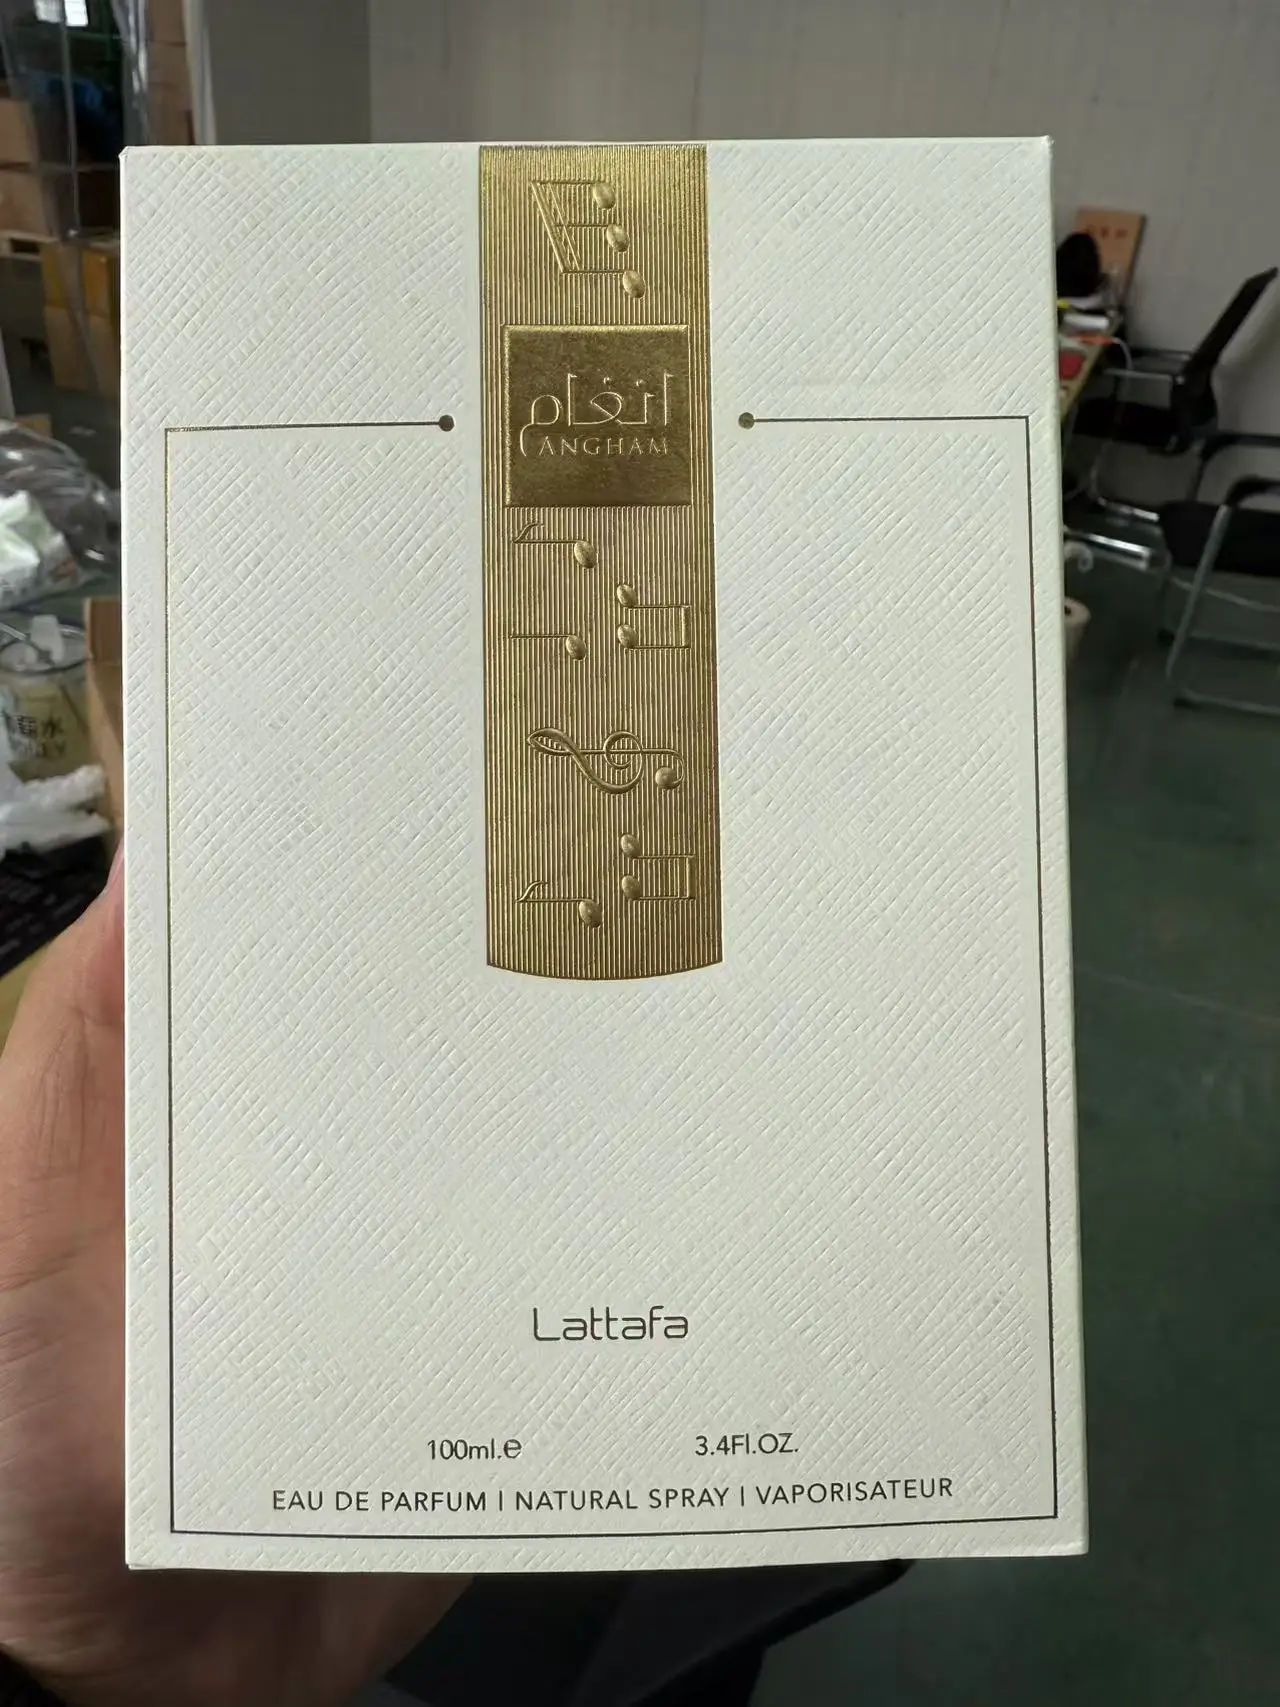 انغام
ANGHAM
Lattafa
100ml.e 3.4Fl.OZ.
EAU DE PARFUM | NATURAL SPRAY | VAPORISATEUR